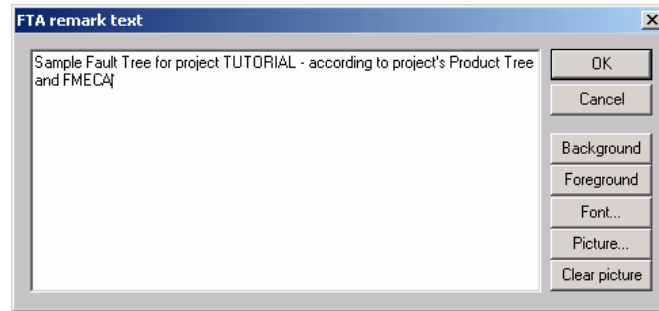 FTA remark text
Sample Fault Tree for project TUTORIAL - according to project's Product Tree
and FMECA
OK
Cancel
Background
Foreground
Font...
Picture...
Clear picture